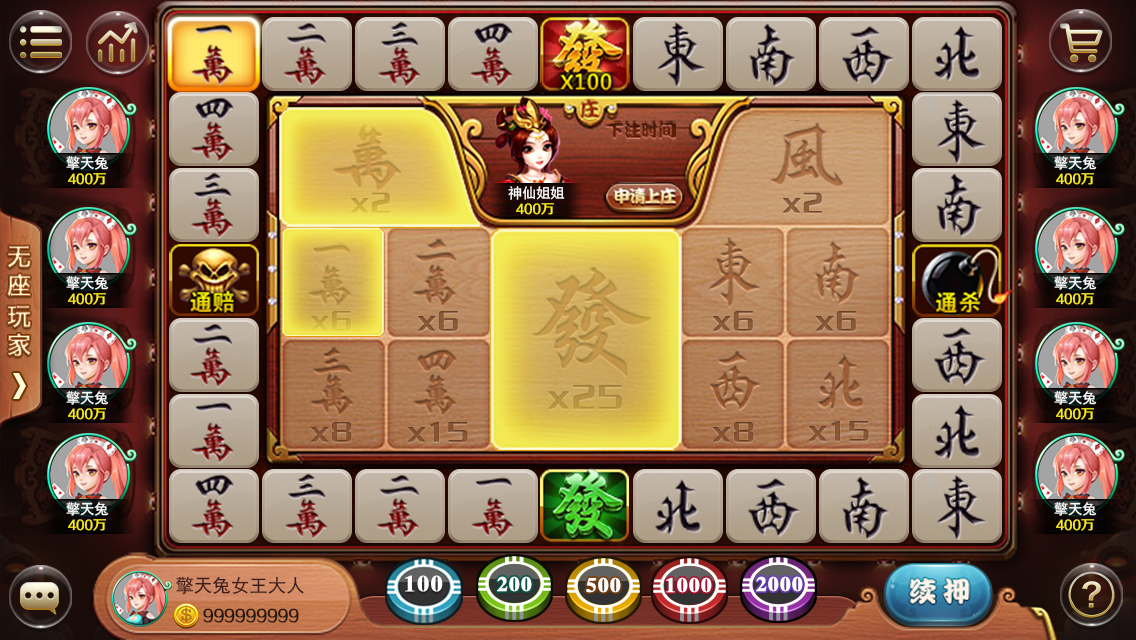 一萬 二萬 三萬 四萬 發 X100 東 南 西 北
四萬
三萬
通赔
二萬
一萬
東
南
通杀
西
北
四萬 三萬 二萬 一萬 發 北 西 南 東
庄
下注时间
神仙姐姐
400万
申请上庄
萬
x2
風
x2
一萬
x6
二萬
x6
發
x25
東
x6
南
x6
三萬
x8
四萬
x15
西
x8
北
x15
无座玩家
擎天兔
400万
擎天兔
400万
擎天兔
400万
擎天兔
400万
擎天兔
400万
擎天兔
400万
擎天兔
400万
擎天兔
400万
擎天兔女王大人
$ 999999999
100 200 500 1000 2000
续押
?